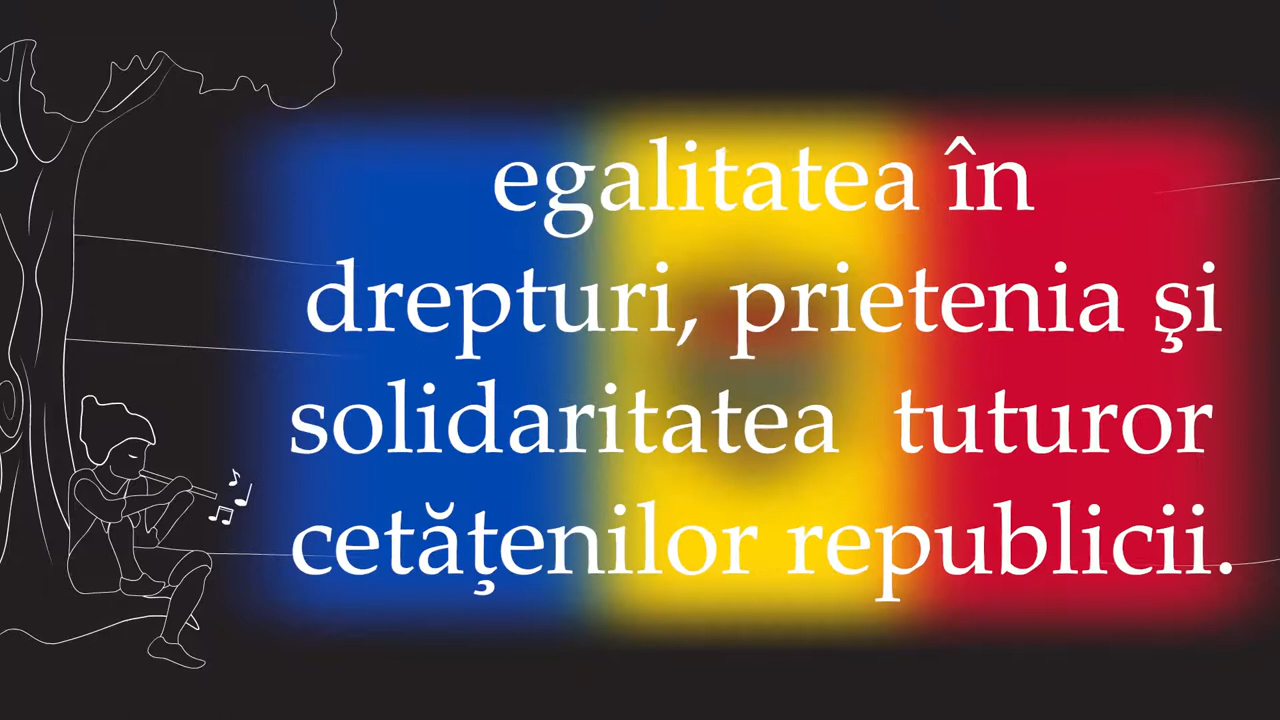 egalitatea în
drepturi, prietenia şi
solidaritatea tuturor
cetăţenilor republicii.